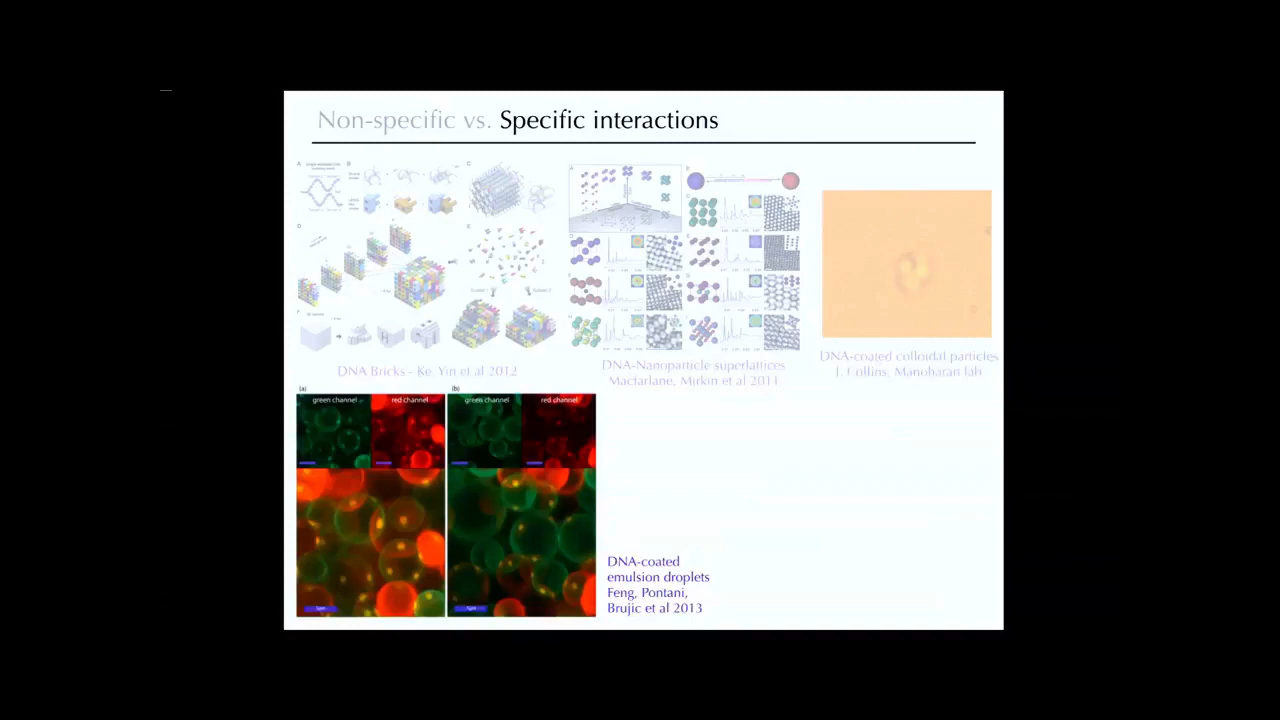 Non-specific vs. Specific interactions
DNA Bricks - Ke, Yin et al 2012
DNA-Nanoparticle superlattices
Macfarlane, Mirkin et al 2011
DNA-coated colloidal particles
J. Collins, Manoharan lab
(a)
(b)
green channel
red channel
green channel
red channel
DNA-coated
emulsion droplets
Feng, Pontani,
Brujic et al 2013